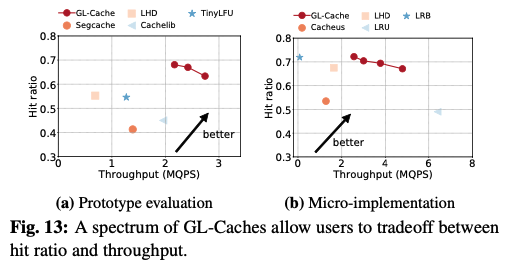 GL-Cache LHD TinyLFU
Segcache Cachelib
0.8
0.7
0.6
0.5
0.4
0.3
Hit ratio
better
0 1 2 3
Throughput (MQPS)
(a) Prototype evaluation
GL-Cache LHD LRB
Cacheus LRU
0.8
0.7
0.6
0.5
0.4
0.3
Hit ratio
better
0 2 4 6 8
Throughput (MQPS)
(b) Micro-implementation
Fig. 13: A spectrum of GL-Caches allow users to tradeoff between
hit ratio and throughput.